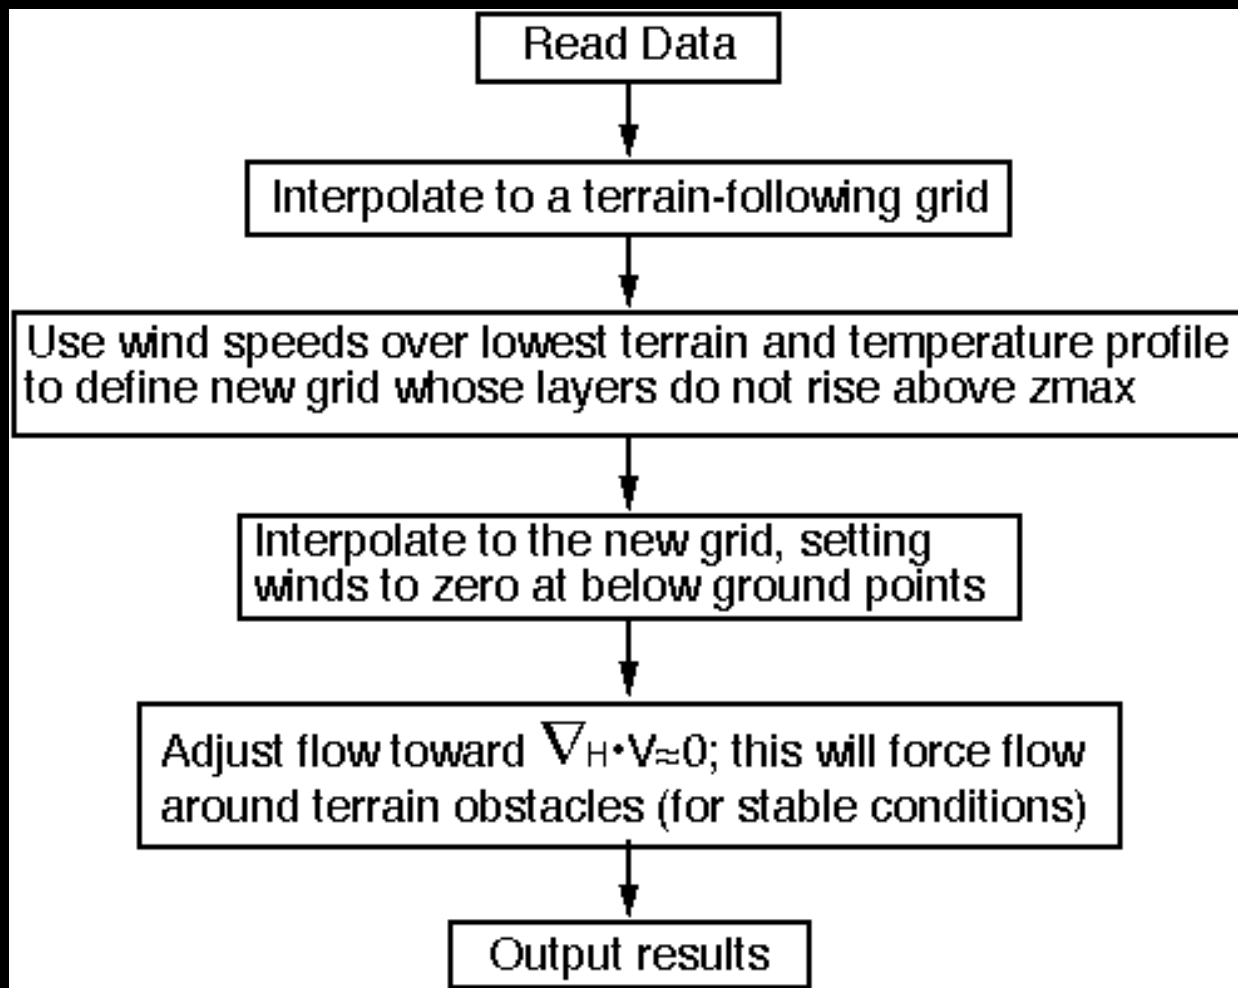 Read Data
Interpolate to a terrain-following grid
Use wind speeds over lowest terrain and temperature profile
to define new grid whose layers do not rise above zmax
Interpolate to the new grid, setting
winds to zero at below ground points
Adjust flow toward ∇H•V≈0; this will force flow
around terrain obstacles (for stable conditions)
Output results